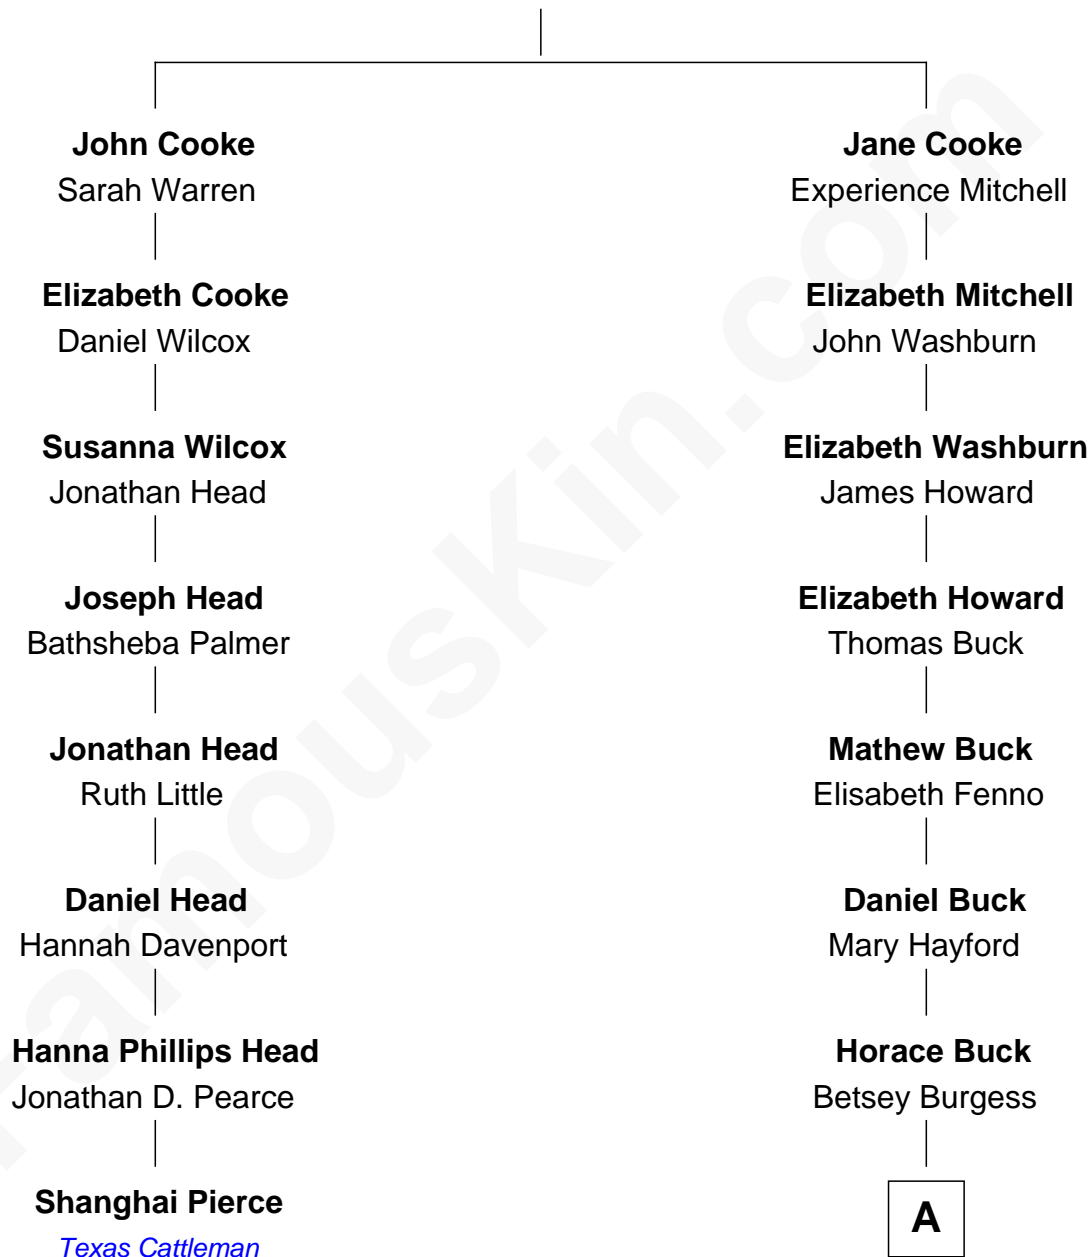 John Cooke
Sarah Warren
Elizabeth Cooke
Daniel Wilcox
Susanna Wilcox
Jonathan Head
Joseph Head
Bathsheba Palmer
Jonathan Head
Ruth Little
Daniel Head
Hannah Davenport
Hanna Phillips Head
Jonathan D. Pearce
Shanghai Pierce
Texas Cattleman
Jane Cooke
Experience Mitchell
Elizabeth Mitchell
John Washburn
Elizabeth Washburn
James Howard
Elizabeth Howard
Thomas Buck
Mathew Buck
Elisabeth Fenno
Daniel Buck
Mary Hayford
Horace Buck
Betsey Burgess
A
FamousKin.com